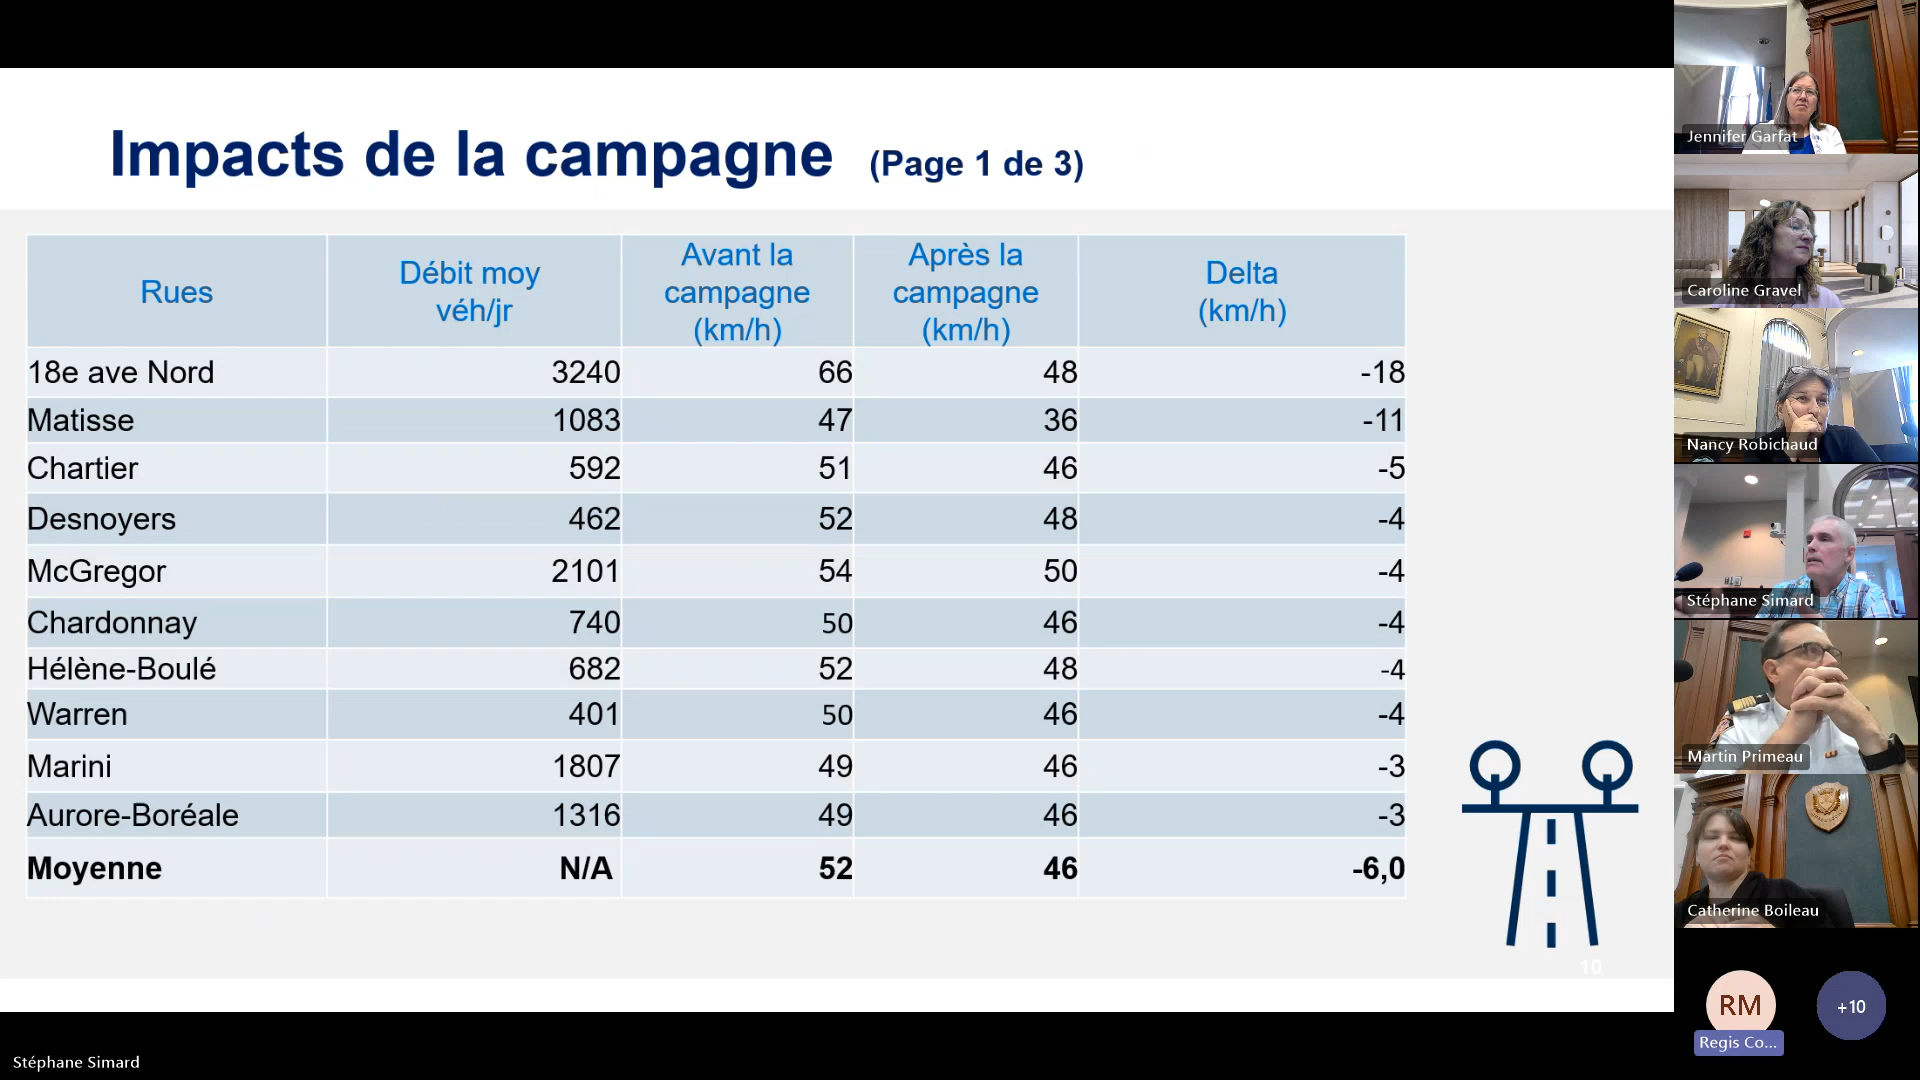 Impacts de la campagne (Page 1 de 3)
Rues
Débit moy
véh/jr
Avant la
campagne
(km/h)
Après la
campagne
(km/h)
Delta
(km/h)
18e ave Nord 3240 66 48 -18
Matisse 1083 47 36 -11
Chartier 592 51 46 -5
Desnoyers 462 52 48 -4
McGregor 2101 54 50 -4
Chardonnay 740 50 46 -4
Hélène-Boulé 682 52 48 -4
Warren 401 50 46 -4
Marini 1807 49 46 -3
Aurore-Boréale 1316 49 46 -3
Moyenne N/A 52 46 -6,0
10
Jennifer Garfat
Caroline Gravel
Nancy Robichaud
Stéphane Simard
Martin Primeau
Catherine Boileau
RM
+10
Regis Co...
Stéphane Simard